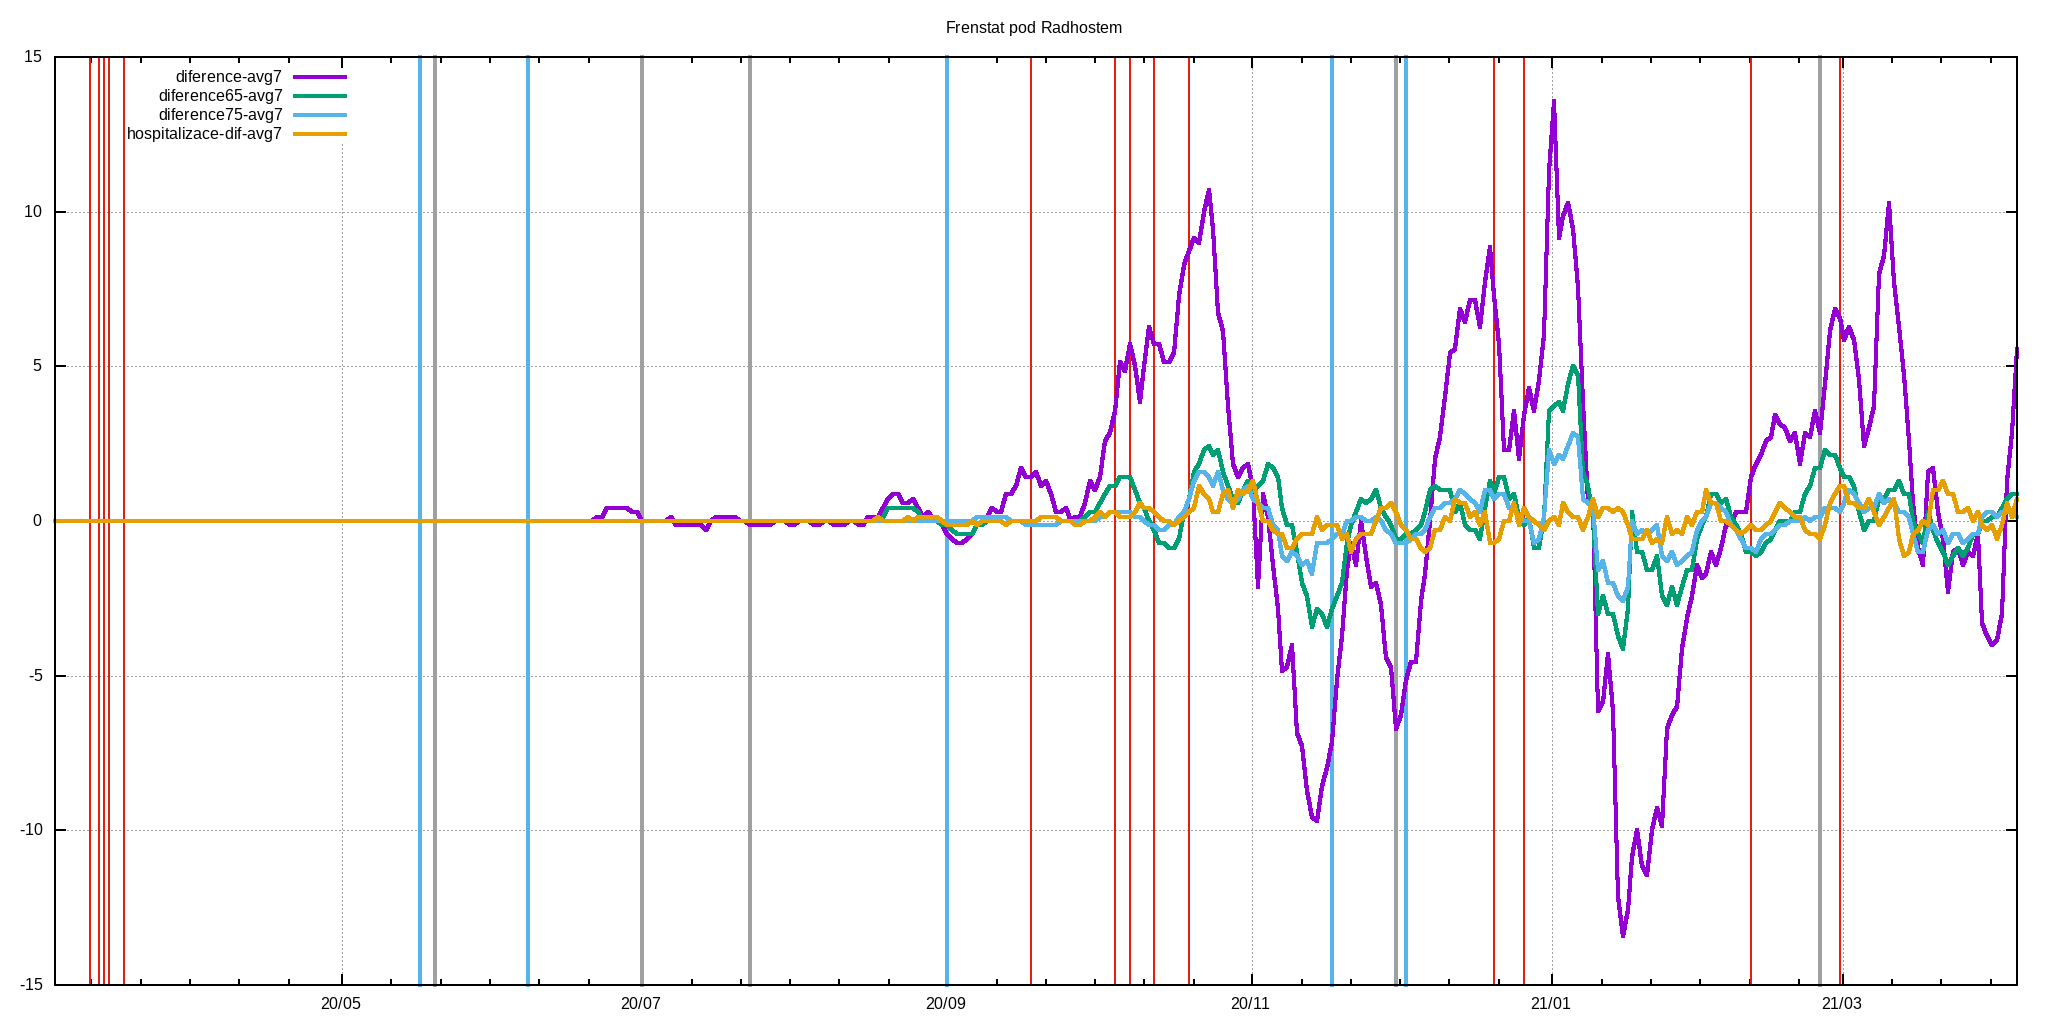 Frenstat pod Radhostem
15
diference-avg7
diference65-avg7
diference75-avg7
hospitalizace-dif-avg7
10
5
0
-5
-10
-15
20/05 20/07 20/09 20/11 21/01 21/03